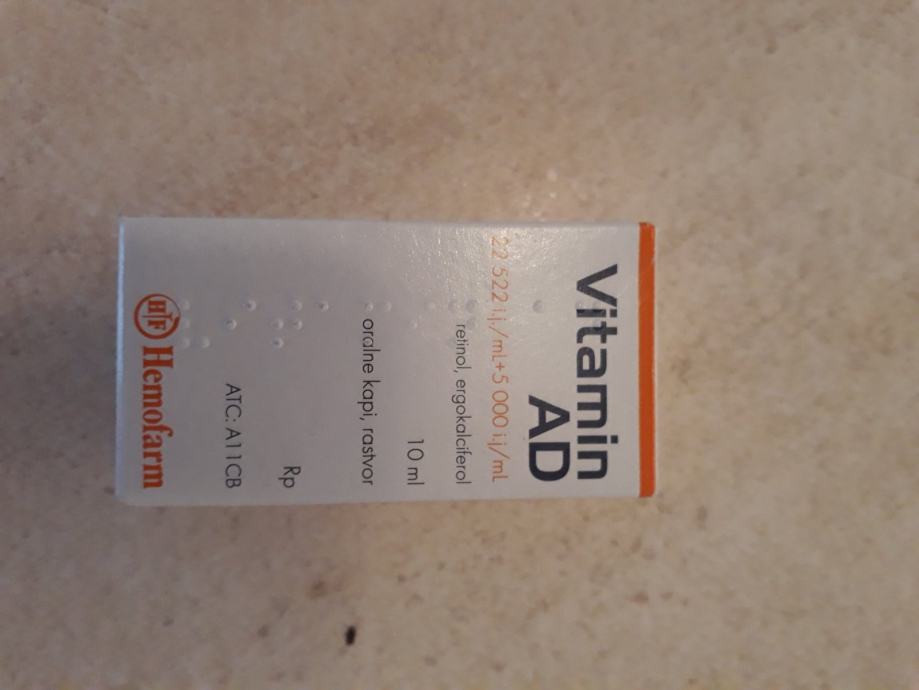 Vitamin
AD
22 522 i.j./mL+5 000 i.j/mL
retinol, ergokalciferol
10 ml
oralne kapi, rastvor
Rp
ATC: A11CB
HF Hemofarm